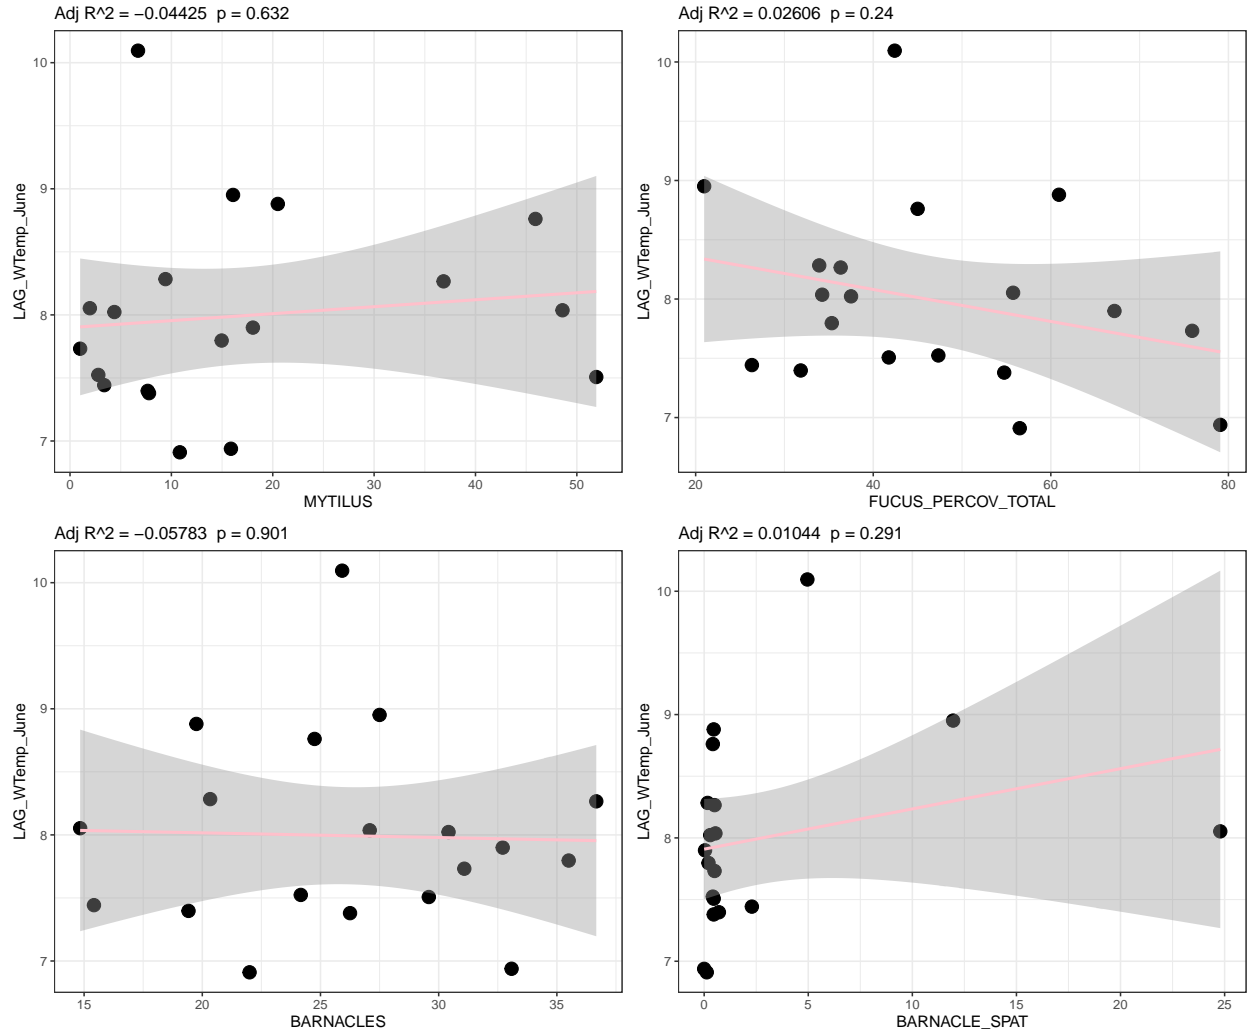 Adj R^2 = −0.04425  p = 0.632
10
9
8
7
LAG_WTemp_June
0 10 20 30 40 50
MYTILUS
Adj R^2 = 0.02606  p = 0.24
10
9
8
7
LAG_WTemp_June
20 40 60 80
FUCUS_PERCOV_TOTAL
Adj R^2 = −0.05783  p = 0.901
10
9
8
7
LAG_WTemp_June
15 20 25 30 35
BARNACLES
Adj R^2 = 0.01044  p = 0.291
10
9
8
7
LAG_WTemp_June
0 5 10 15 20 25
BARNACLE_SPAT